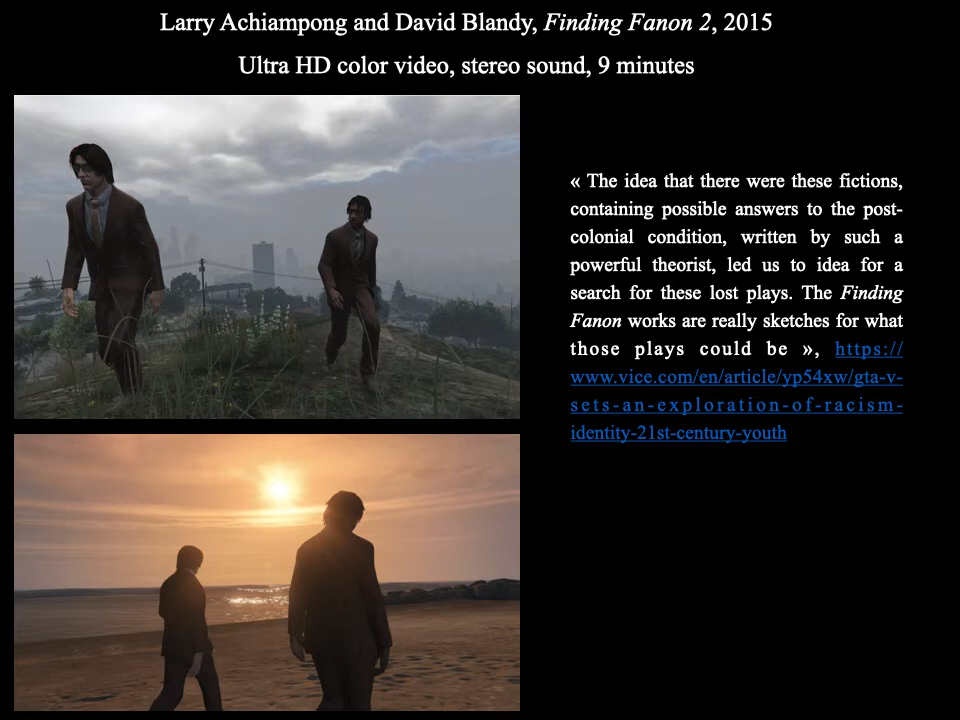 Larry Achiampong and David Blandy, Finding Fanon 2, 2015
Ultra HD color video, stereo sound, 9 minutes
« The idea that there were these fictions,
containing possible answers to the post-
colonial condition, written by such a
powerful theorist, led us to idea for a
search for these lost plays. The Finding
Fanon works are really sketches for what
those plays could be », https://
www.vice.com/en/article/yp54xw/gta-v-
sets-an-exploration-of-racism-
identity-21st-century-youth